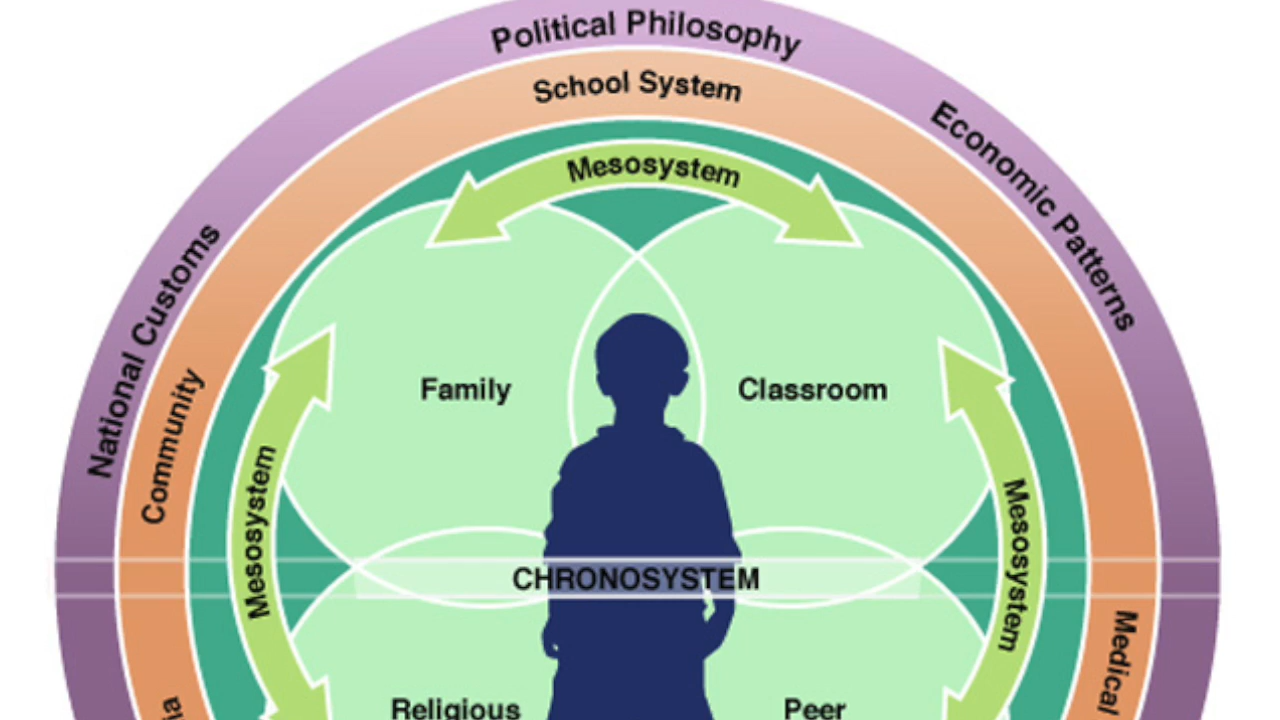 Political Philosophy
School System
Economic Patterns
Mesosystem
National Customs
Community
Family
Classroom
Mesosystem
Mesosystem
CHRONOSYSTEM
Medical
Religious
Peer